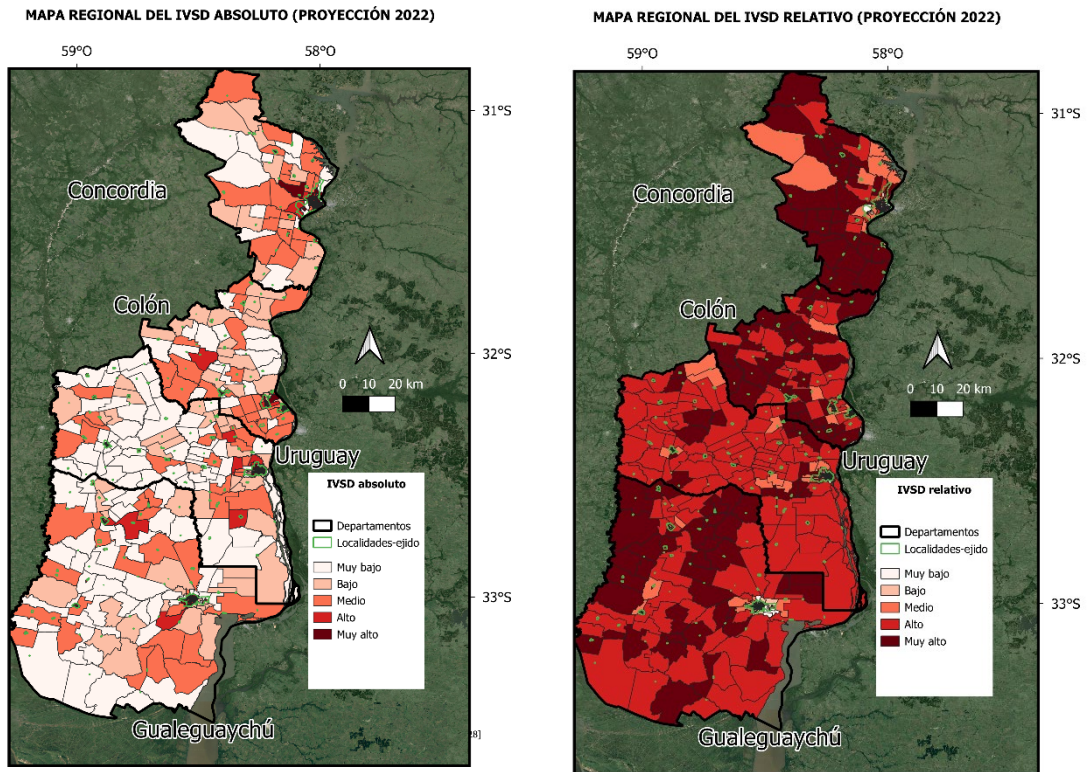 MAPA REGIONAL DEL IVSD ABSOLUTO (PROYECCIÓN 2022)
59°O
58°O
31°S
Concordia
Colón
32°S
0 10 20 km
Uruguay
IVSD absoluto
Departamentos
Localidades-ejido
Muy bajo
Bajo
Medio
Alto
Muy alto
33°S
Gualeguaychú
28]
MAPA REGIONAL DEL IVSD RELATIVO (PROYECCIÓN 2022)
59°O
58°O
31°S
Concordia
Colón
32°S
0 10 20 km
Uruguay
IVSD relativo
Departamentos
Localidades-ejido
Muy bajo
Bajo
Medio
Alto
Muy alto
33°S
Gualeguaychú